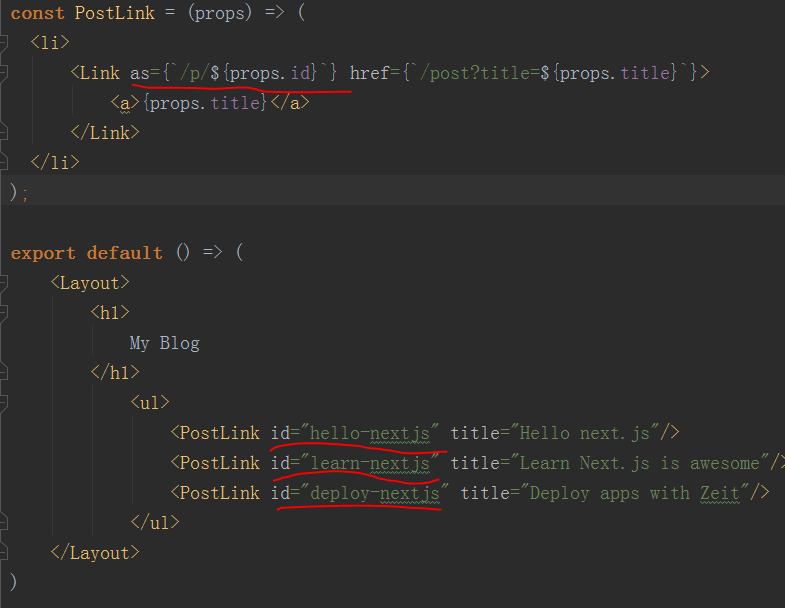 const PostLink = (props) => (
<li>
<Link as={`/p/${props.id}`} href={`/post?title=${props.title}`}>
<a>{props.title}</a>
</Link>
</li>
);
export default () => (
<Layout>
<h1>
My Blog
</h1>
<ul>
<PostLink id="hello-nextjs" title="Hello next.js"/>
<PostLink id="learn-nextjs" title="Learn Next.js is awesome"/>
<PostLink id="deploy-nextjs" title="Deploy apps with Zeit"/>
</ul>
</Layout>
)